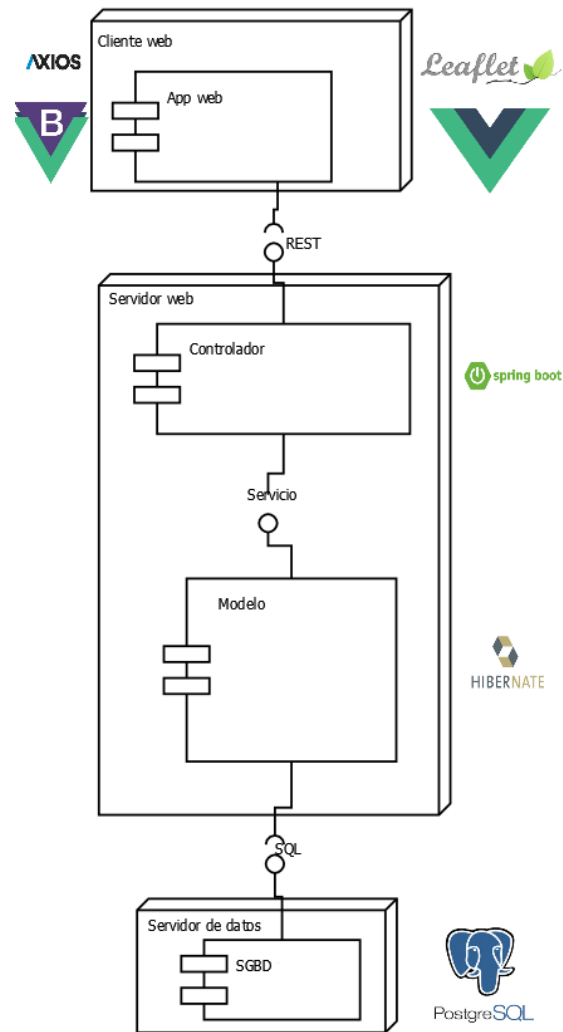 Cliente web
AXIOS
Leaflet
App web
B
REST
Servidor web
Controlador
spring boot
Servicio
Modelo
HIBERNATE
SQL
Servidor de datos
SGBD
PostgreSQL